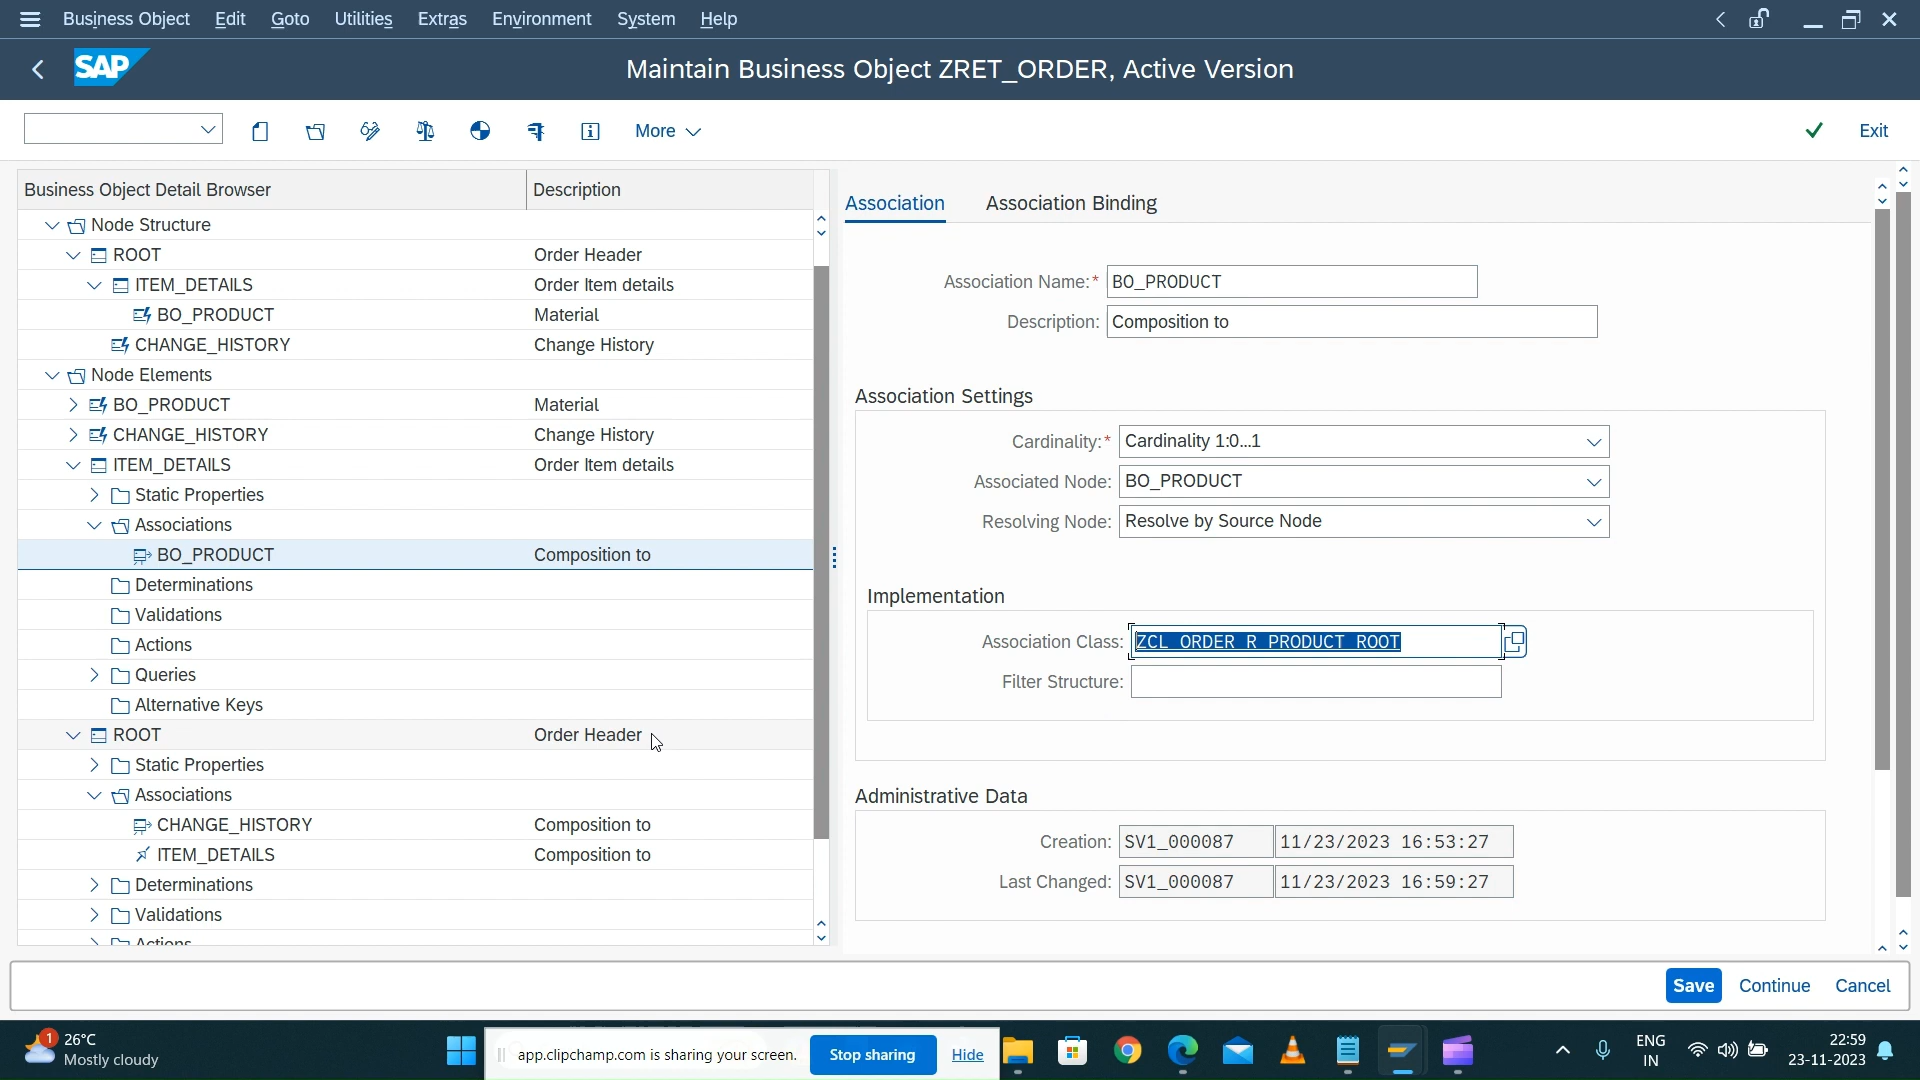 Business Object Edit Goto Utilities Extras Environment System Help
SAP Maintain Business Object ZRET_ORDER, Active Version
More Exit
Business Object Detail Browser Description
Node Structure
ROOT Order Header
ITEM_DETAILS Order Item details
BO_PRODUCT Material
CHANGE_HISTORY Change History
Node Elements
BO_PRODUCT Material
CHANGE_HISTORY Change History
ITEM_DETAILS Order Item details
Static Properties
Associations
BO_PRODUCT Composition to
Determinations
Validations
Actions
Queries
Alternative Keys
ROOT Order Header
Static Properties
Associations
CHANGE_HISTORY Composition to
ITEM_DETAILS Composition to
Determinations
Validations
Actions
Association Association Binding
Association Name:* BO_PRODUCT
Description: Composition to
Association Settings
Cardinality:* Cardinality 1:0...1
Associated Node: BO_PRODUCT
Resolving Node: Resolve by Source Node
Implementation
Association Class: ZCL_ORDER_R_PRODUCT_ROOT
Filter Structure:
Administrative Data
Creation: SV1_000087 11/23/2023 16:53:27
Last Changed: SV1_000087 11/23/2023 16:59:27
Save Continue Cancel
1 26°C
Mostly cloudy
app.clipchamp.com is sharing your screen. Stop sharing Hide
ENG
IN
22:59
23-11-2023